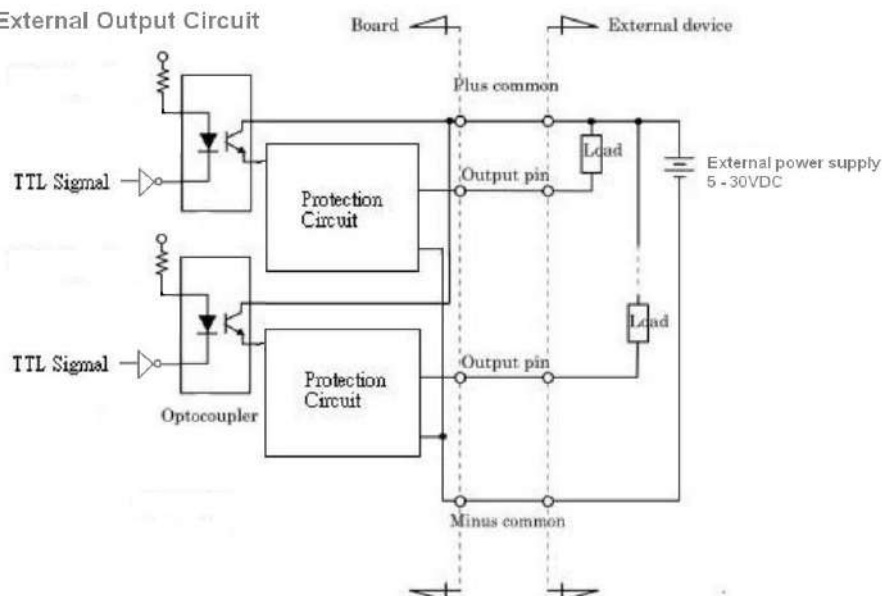 External Output Circuit
Board
External device
Plus common
Load
External power supply
5 - 30VDC
TTL Sigmal
Output pin
Protection
Circuit
Load
TTL Sigmal
Output pin
Protection
Circuit
Optocoupler
Minus common